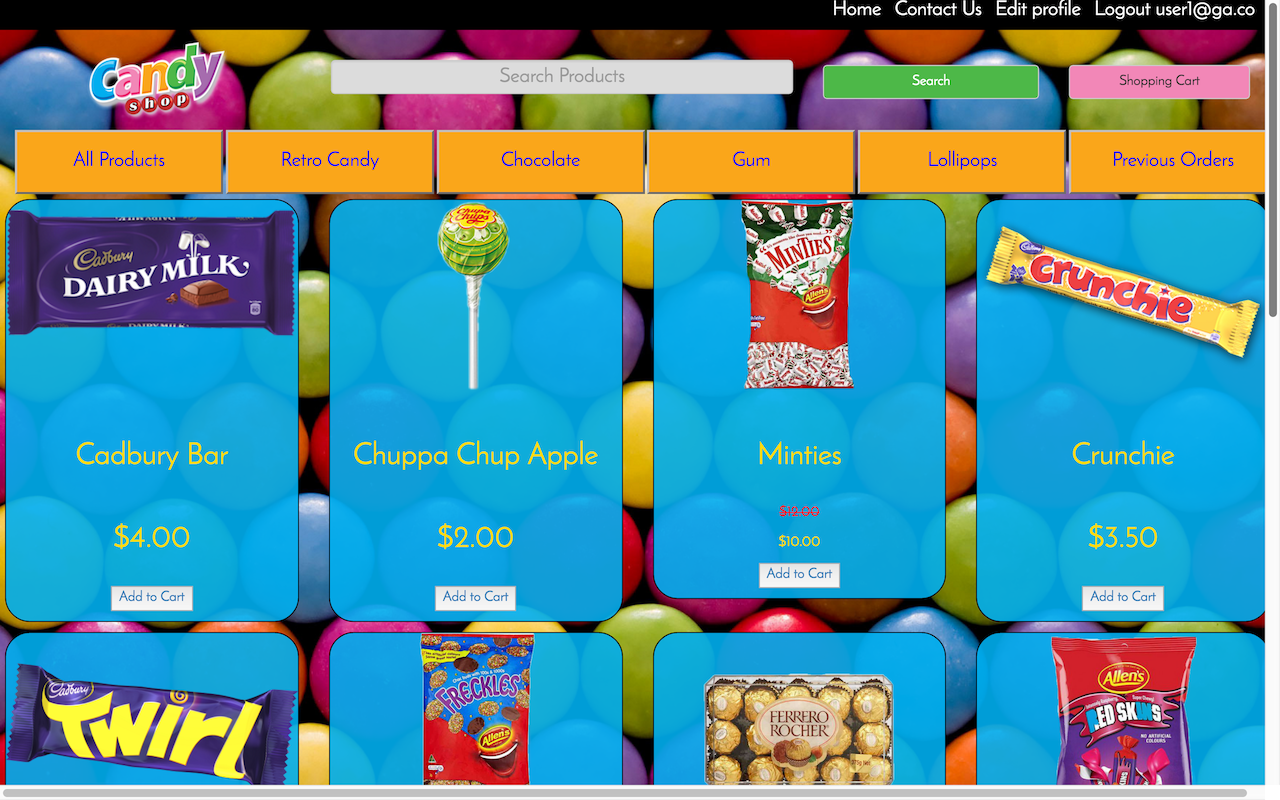 Home Contact Us Edit profile Logout user1@ga.co
Candy
shop
Search Products
Search
Shopping Cart
All Products
Retro Candy
Chocolate
Gum
Lollipops
Previous Orders
Cadbury
DAIRY MILK
Chupa
Chups
MINTIES
Allen's
Cadbury
Crunchie
Cadbury Bar
Chuppa Chup Apple
Minties
Crunchie
$4.00
$2.00
$10.00
$3.50
Add to Cart
Add to Cart
Add to Cart
Add to Cart
Cadbury
Twirl
FRECKLES
Allen's
FERRERO
ROCHER
Allen's
RED SKINS
NO ARTIFICIAL
COLOURS